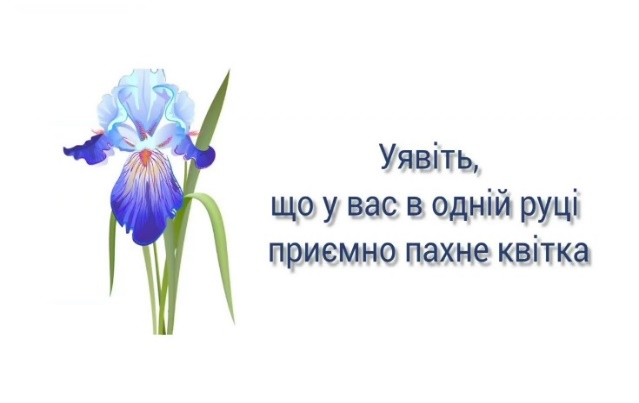 Уявіть,
що у вас в одній руці
приємно пахне квітка